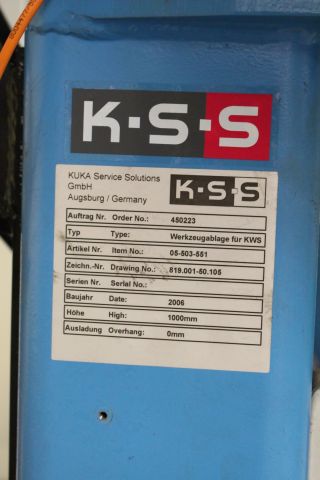 K·S·S
KUKA Service Solutions
GmbH
Augsburg / Germany
K·S·S
Auftrag Nr. Order No.: 450223
Typ Type: Werkzeugablage für KWS
Artikel Nr. Item No.: 05-503-551
Zeichn.-Nr. Drawing No.: 819.001-50.105
Serien Nr. Serial No.:
Baujahr Date: 2006
Höhe High: 1000mm
Ausladung Overhang: 0mm